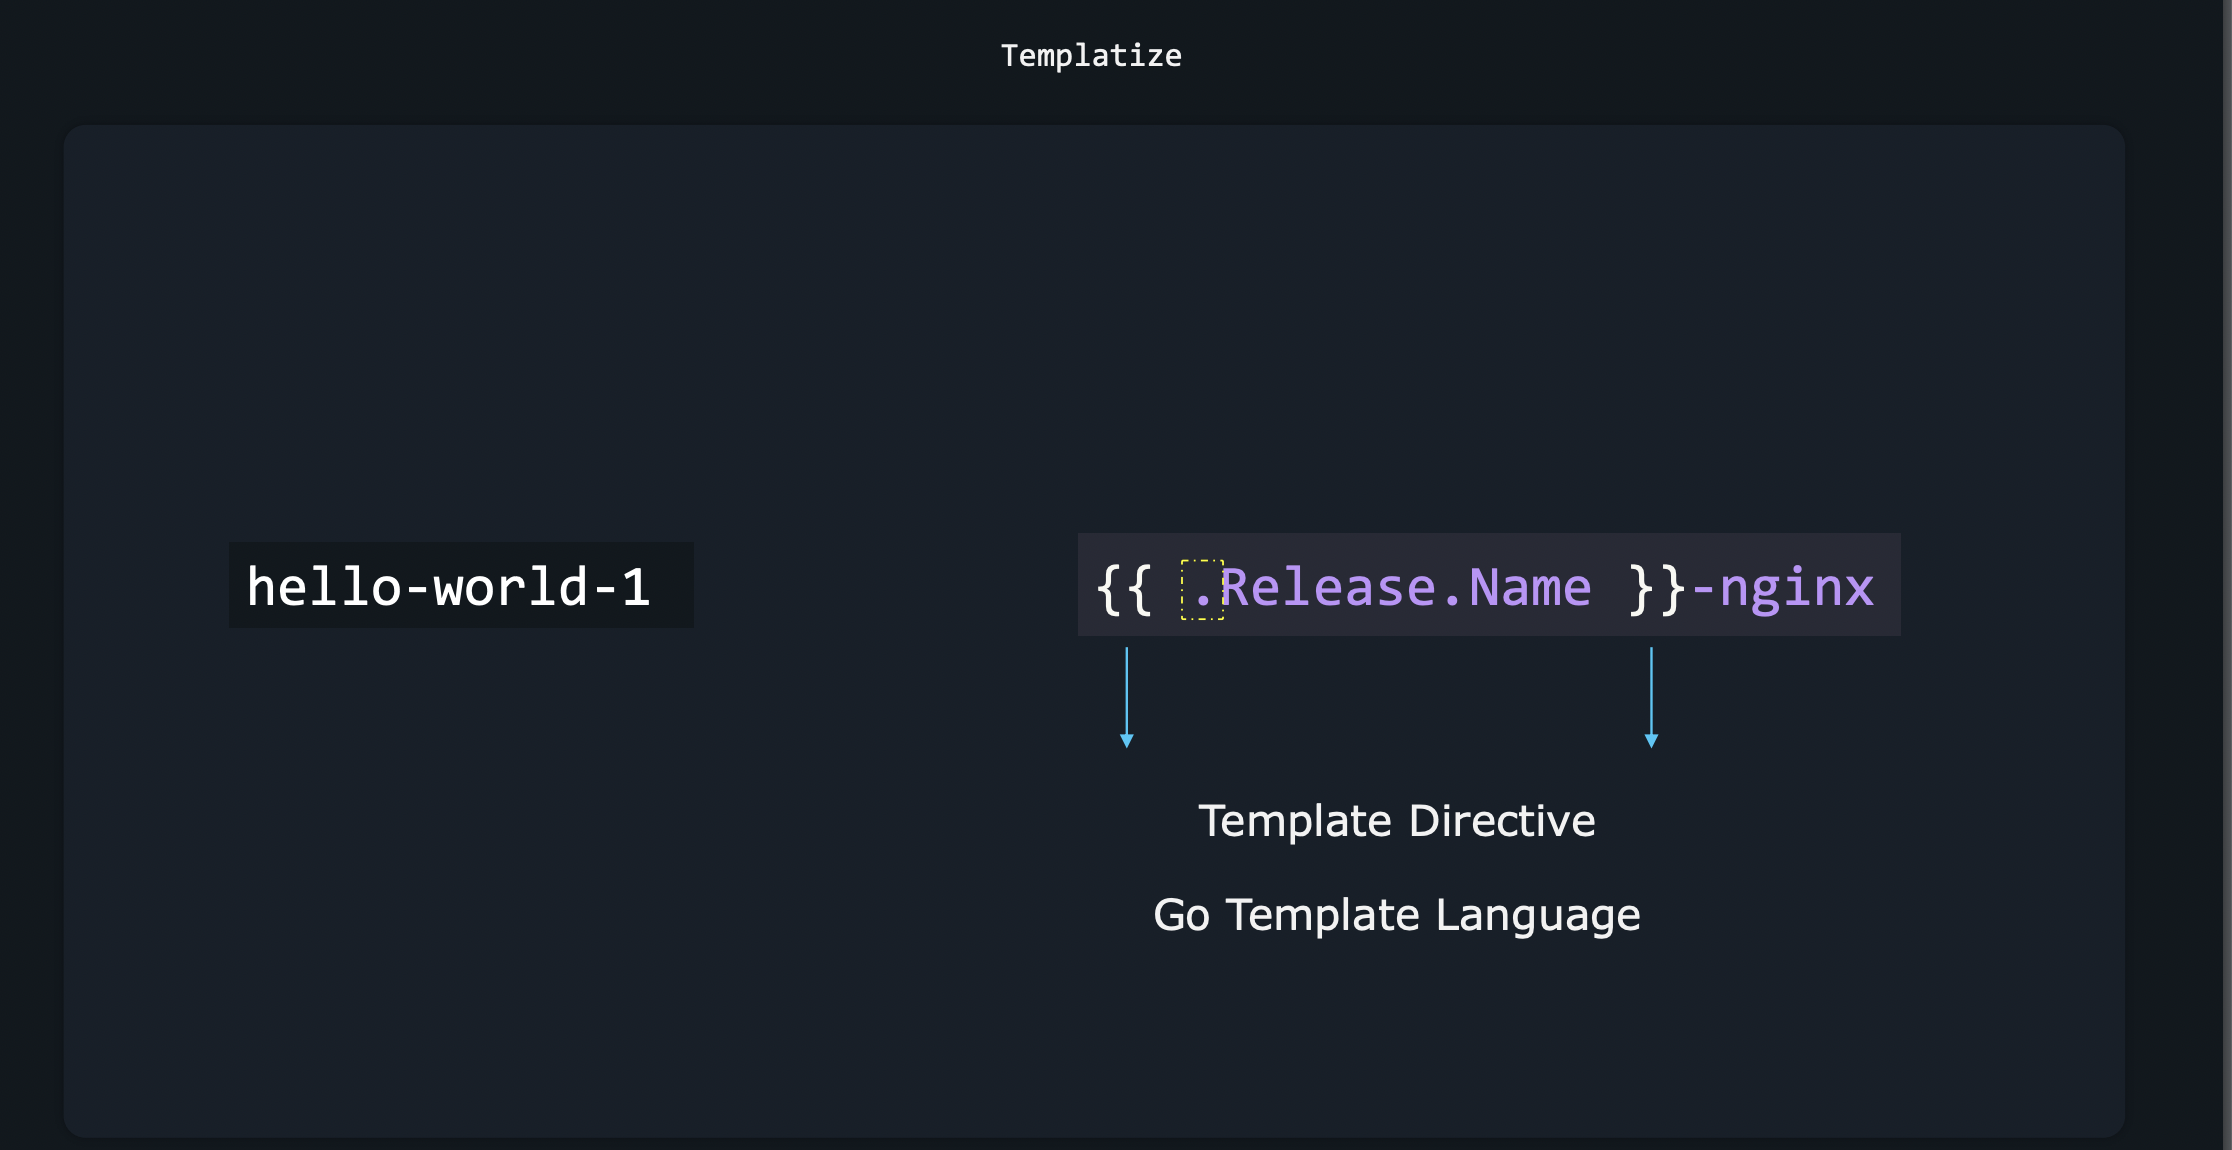 Templatize
hello-world-1
{{ .Release.Name }}-nginx
Template Directive
Go Template Language